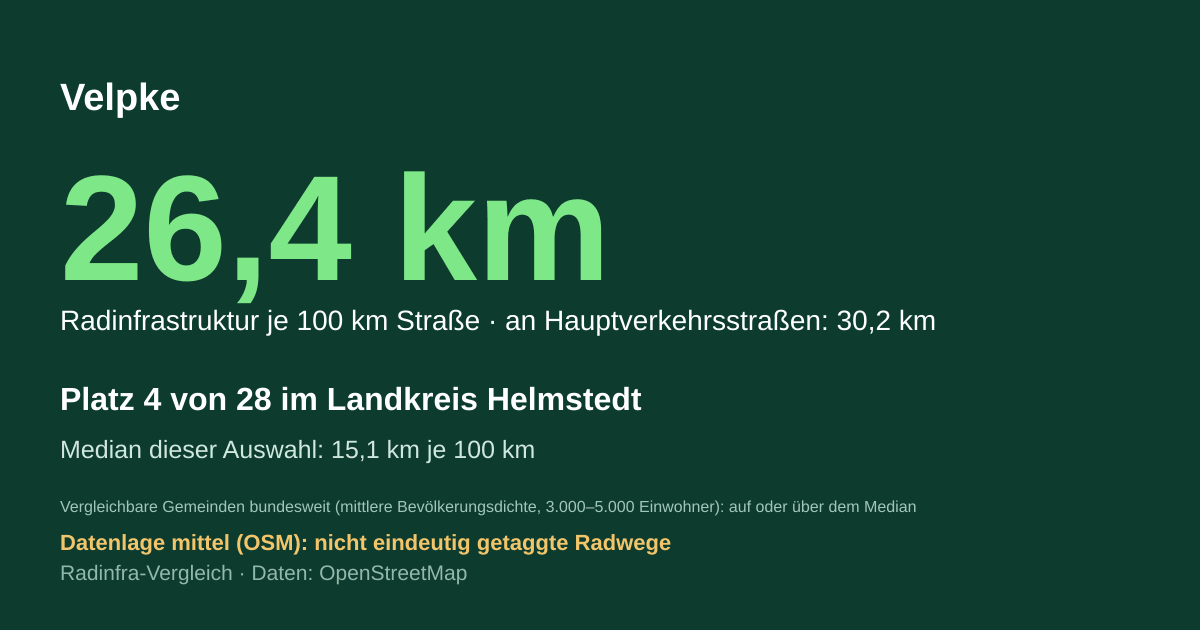 Velpke
26,4 km
Radinfrastruktur je 100 km Straße · an Hauptverkehrsstraßen: 30,2 km
Platz 4 von 28 im Landkreis Helmstedt
Median dieser Auswahl: 15,1 km je 100 km
Vergleichbare Gemeinden bundesweit (mittlere Bevölkerungsdichte, 3.000–5.000 Einwohner): auf oder über dem Median
Datenlage mittel (OSM): nicht eindeutig getaggte Radwege
Radinfra-Vergleich · Daten: OpenStreetMap